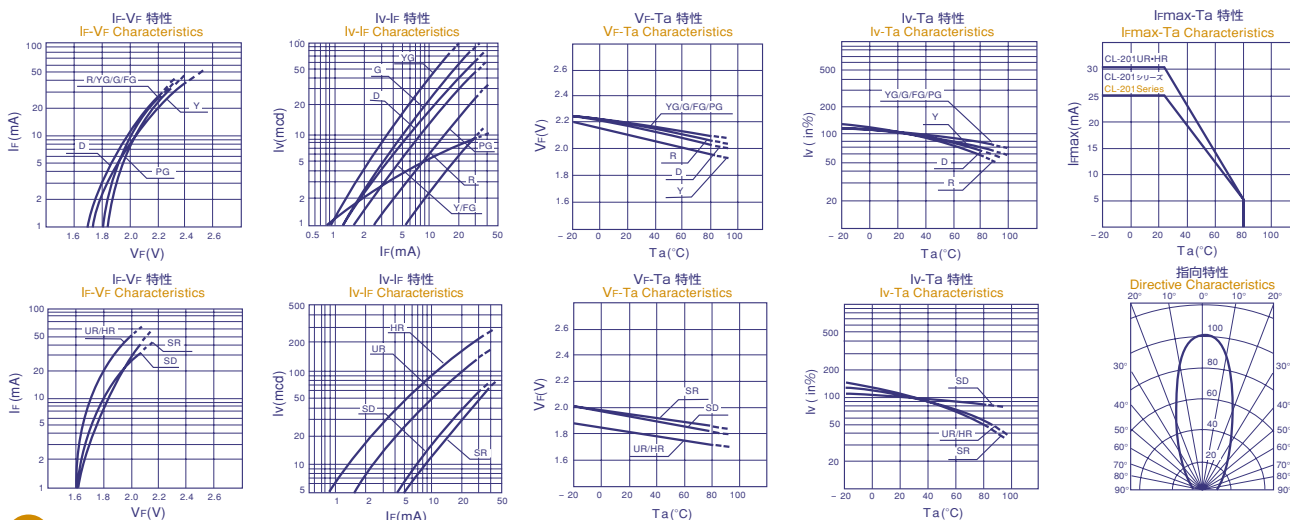 IF-VF 特性
IF-VF Characteristics
100
50
10
5
2
1
IF (mA)
R/YG/G/FG
Y
D
PG
1.6 1.8 2.0 2.2 2.4 2.6
VF(V)
Iv-IF 特性
Iv-IF Characteristics
100
50
20
10
5
2
1
Iv(mcd)
YG
G
D
PG
R
Y/FG
0.5 1 2 5 10 20 50
IF(mA)
VF-Ta 特性
VF-Ta Characteristics
2.6
2.4
2.2
2.0
1.8
1.6
VF(V)
YG/G/FG/PG
R
D
Y
−20 0 20 40 60 80 100
Ta(°C)
Iv-Ta 特性
Iv-Ta Characteristics
500
200
100
50
20
Iv ( in%)
YG/G/FG/PG
Y
D
R
−20 0 20 40 60 80 100
Ta(°C)
IFmax-Ta 特性
IFmax-Ta Characteristics
CL-201UR・HR
CL-201シリーズ
CL-201Series
30
25
20
15
10
5
IFmax(mA)
−20 0 20 40 60 80 100
Ta(°C)
IF-VF 特性
IF-VF Characteristics
100
50
20
10
5
2
1
IF (mA)
UR/HR
SR
SD
1.6 1.8 2.0 2.2 2.4
VF(V)
Iv-IF 特性
Iv-IF Characteristics
500
200
100
50
20
10
5
Iv(mcd)
HR
UR
SD
SR
1 2 5 10 20 50
IF(mA)
VF-Ta 特性
VF-Ta Characteristics
2.6
2.4
2.2
2.0
1.8
1.6
VF(V)
SR
SD
UR/HR
−20 0 20 40 60 80 100
Ta(°C)
Iv-Ta 特性
Iv-Ta Characteristics
500
200
100
50
20
Iv ( in%)
SD
UR/HR
SR
−20 0 20 40 60 80 100
Ta(°C)
指向特性
Directive Characteristics
20° 10° 0° 10° 20°
100
80
60
40
20
30° 30°
40° 40°
50° 50°
60° 60°
70° 70°
80° 80°
90° 90°